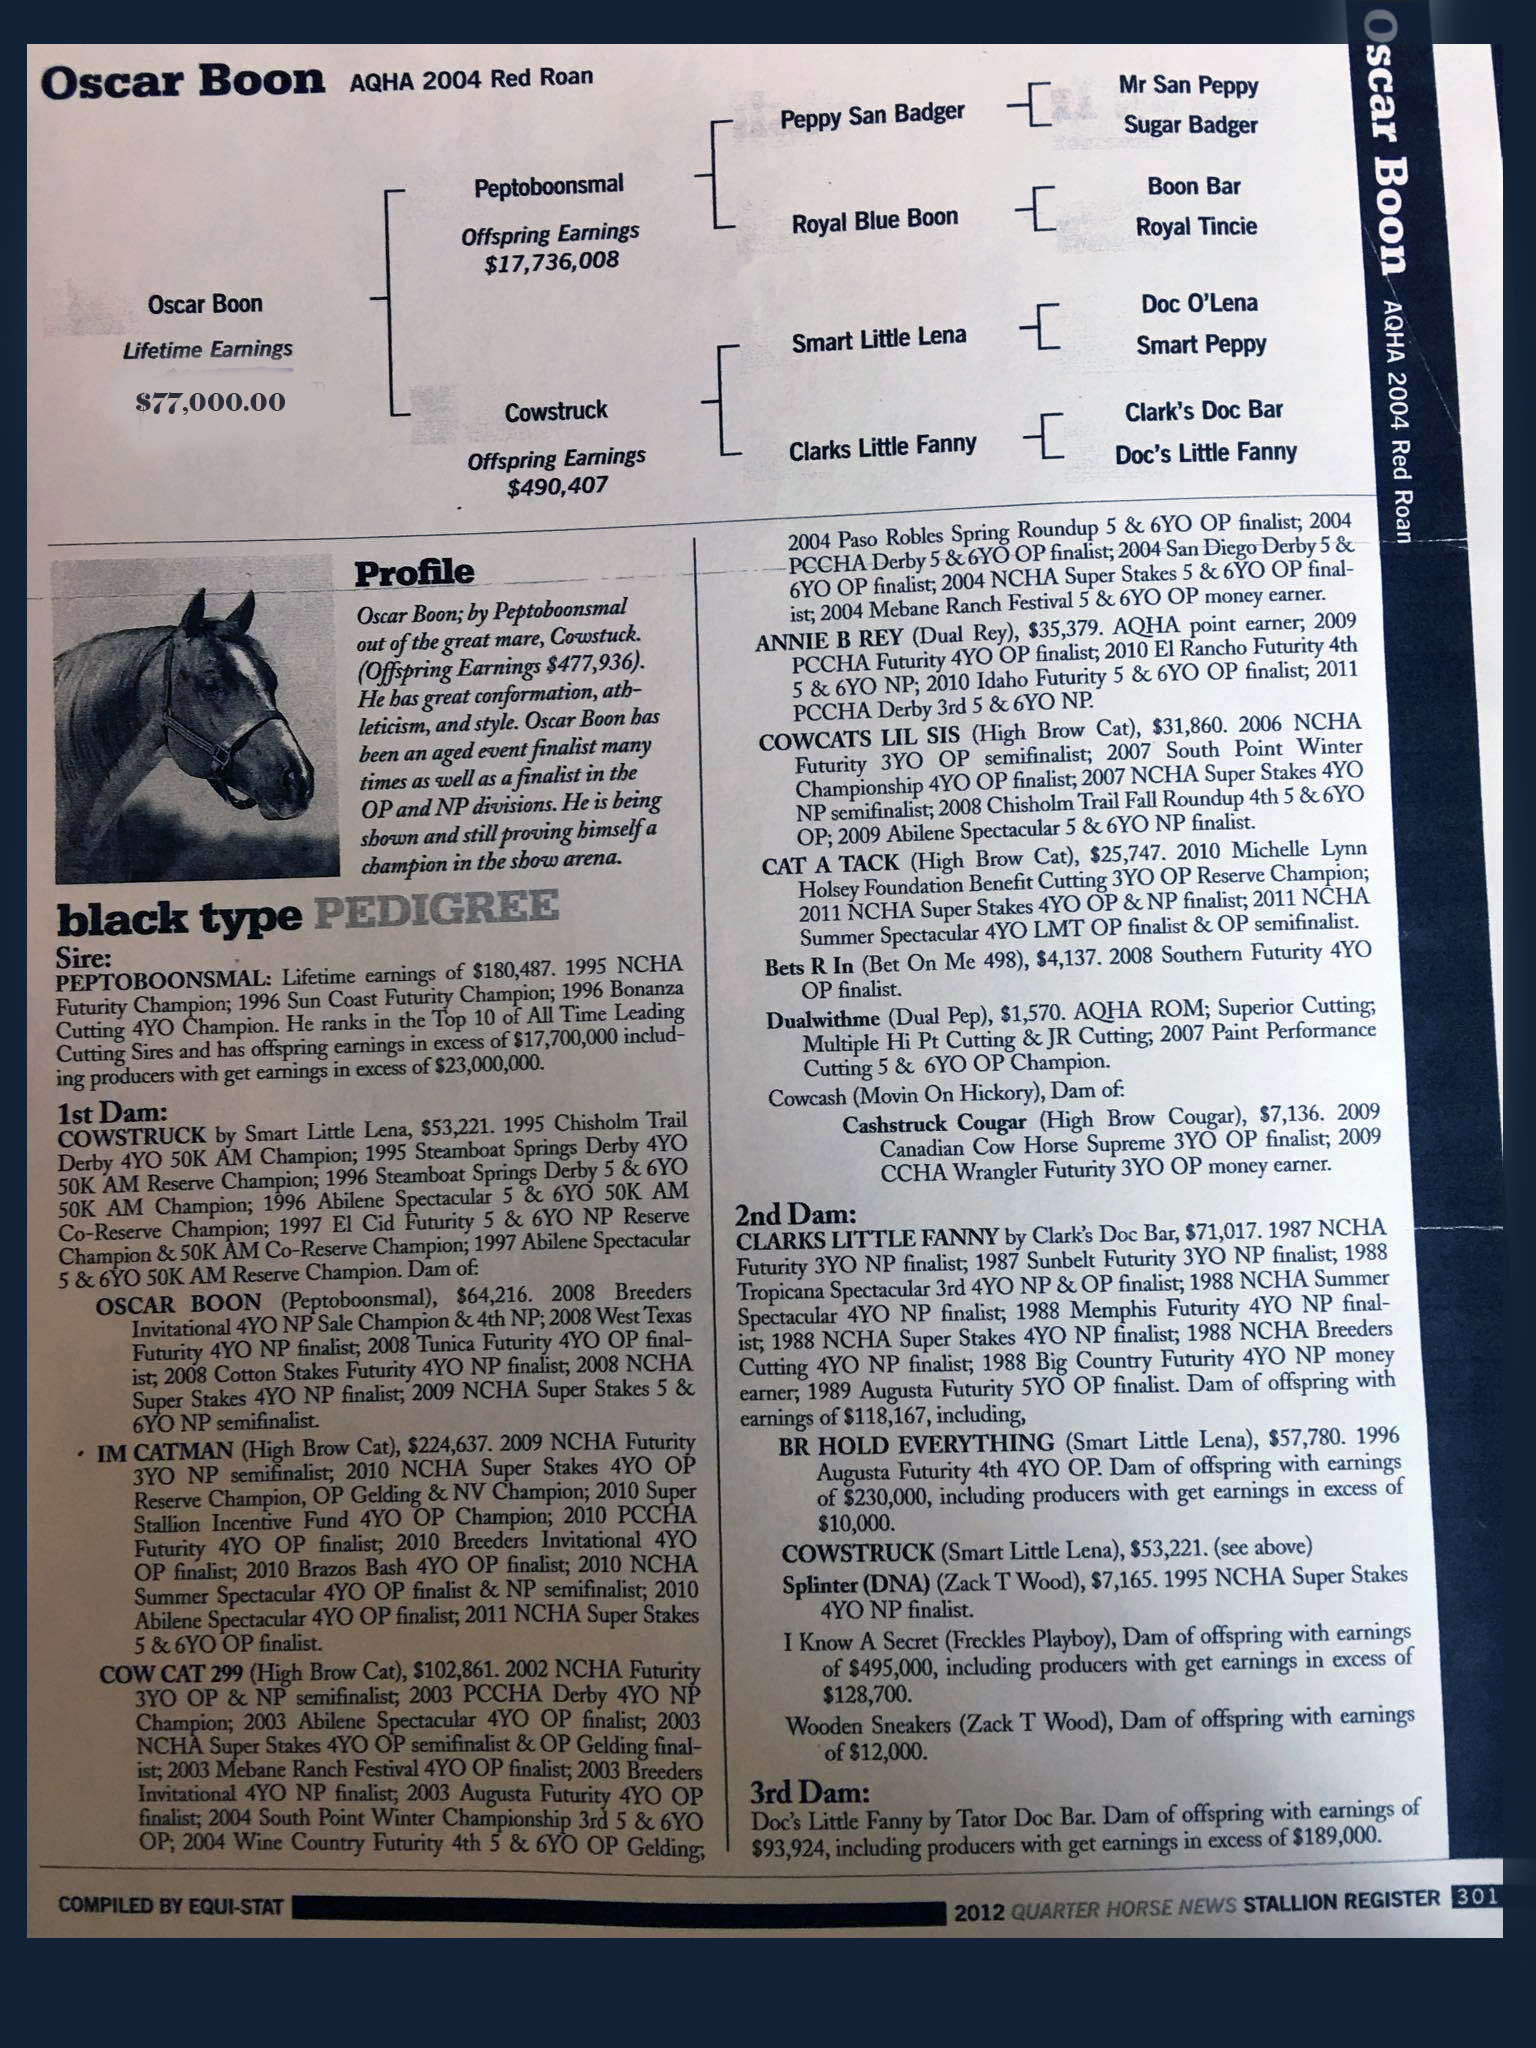 Oscar Boon AQHA 2004 Red Roan
Oscar Boon
Lifetime Earnings
$77,000.00
Peptoboonsmal
Offspring Earnings
$17,736,008
Cowstruck
Offspring Earnings
$490,407
Peppy San Badger
Royal Blue Boon
Smart Little Lena
Clarks Little Fanny
Mr San Peppy
Sugar Badger
Boon Bar
Royal Tincie
Doc O'Lena
Smart Peppy
Clark's Doc Bar
Doc's Little Fanny
Oscar Boon AQHA 2004 Red Roan
Profile
Oscar Boon; by Peptoboonsmal
out of the great mare, Cowstuck.
(Offspring Earnings $477,936).
He has great conformation, ath-
leticism, and style. Oscar Boon has
been an aged event finalist many
times as well as a finalist in the
OP and NP divisions. He is being
shown and still proving himself a
champion in the show arena.
black type PEDIGREE
Sire:
PEPTOBOONSMAL: Lifetime earnings of $180,487. 1995 NCHA
Futurity Champion; 1996 Sun Coast Futurity Champion; 1996 Bonanza
Cutting 4YO Champion. He ranks in the Top 10 of All Time Leading
Cutting Sires and has offspring earnings in excess of $17,700,000 includ-
ing producers with get earnings in excess of $23,000,000.
1st Dam:
COWSTRUCK by Smart Little Lena, $53,221. 1995 Chisholm Trail
Derby 4YO 50K AM Champion; 1995 Steamboat Springs Derby 4YO
50K AM Reserve Champion; 1996 Steamboat Springs Derby 5 & 6YO
50K AM Champion; 1996 Abilene Spectacular 5 & 6YO 50K AM
Co-Reserve Champion; 1997 El Cid Futurity 5 & 6YO NP Reserve
Champion & 50K AM Co-Reserve Champion; 1997 Abilene Spectacular
5 & 6YO 50K AM Reserve Champion. Dam of:
OSCAR BOON (Peptoboonsmal), $64,216. 2008 Breeders
Invitational 4YO NP Sale Champion & 4th NP; 2008 West Texas
Futurity 4YO NP finalist; 2008 Tunica Futurity 4YO OP final-
ist; 2008 Cotton Stakes Futurity 4YO NP finalist; 2008 NCHA
Super Stakes 4YO NP finalist; 2009 NCHA Super Stakes 5 &
6YO NP semifinalist.
IM CATMAN (High Brow Cat), $224,637. 2009 NCHA Futurity
3YO NP semifinalist; 2010 NCHA Super Stakes 4YO OP
Reserve Champion, OP Gelding & NV Champion; 2010 Super
Stallion Incentive Fund 4YO OP Champion; 2010 PCCHA
Futurity 4YO OP finalist; 2010 Breeders Invitational 4YO
OP finalist; 2010 Brazos Bash 4YO OP finalist; 2010 NCHA
Summer Spectacular 4YO OP finalist & NP semifinalist; 2010
Abilene Spectacular 4YO OP finalist; 2011 NCHA Super Stakes
5 & 6YO OP finalist.
COW CAT 299 (High Brow Cat), $102,861. 2002 NCHA Futurity
3YO OP & NP semifinalist; 2003 PCCHA Derby 4YO NP
Champion; 2003 Abilene Spectacular 4YO OP finalist; 2003
NCHA Super Stakes 4YO OP semifinalist & OP Gelding final-
ist; 2003 Mebane Ranch Festival 4YO OP finalist; 2003 Breeders
Invitational 4YO NP finalist; 2003 Augusta Futurity 4YO OP
finalist; 2004 South Point Winter Championship 3rd 5 & 6YO
OP; 2004 Wine Country Futurity 4th 5 & 6YO OP Gelding;
2004 Paso Robles Spring Roundup 5 & 6YO OP finalist; 2004
PCCHA Derby 5 & 6YO OP finalist; 2004 San Diego Derby 5 &
6YO OP finalist; 2004 NCHA Super Stakes 5 & 6YO OP final-
ist; 2004 Mebane Ranch Festival 5 & 6YO OP money earner.
ANNIE B REY (Dual Rey), $35,379. AQHA point earner; 2009
PCCHA Futurity 4YO OP finalist; 2010 El Rancho Futurity 4th
5 & 6YO NP; 2010 Idaho Futurity 5 & 6YO OP finalist; 2011
PCCHA Derby 3rd 5 & 6YO NP.
COWCATS LIL SIS (High Brow Cat), $31,860. 2006 NCHA
Futurity 3YO OP semifinalist; 2007 South Point Winter
Championship 4YO OP finalist; 2007 NCHA Super Stakes 4YO
NP semifinalist; 2008 Chisholm Trail Fall Roundup 4th 5 & 6YO
OP; 2009 Abilene Spectacular 5 & 6YO NP finalist.
CAT A TACK (High Brow Cat), $25,747. 2010 Michelle Lynn
Holsey Foundation Benefit Cutting 3YO OP Reserve Champion;
2011 NCHA Super Stakes 4YO OP & NP finalist; 2011 NCHA
Summer Spectacular 4YO LMT OP finalist & OP semifinalist.
Bets R In (Bet On Me 498), $4,137. 2008 Southern Futurity 4YO
OP finalist.
Dualwithme (Dual Pep), $1,570. AQHA ROM; Superior Cutting;
Multiple Hi Pt Cutting & JR Cutting; 2007 Paint Performance
Cutting 5 & 6YO OP Champion.
Cowcash (Movin On Hickory), Dam of:
Cashstruck Cougar (High Brow Cougar), $7,136. 2009
Canadian Cow Horse Supreme 3YO OP finalist; 2009
CCHA Wrangler Futurity 3YO OP money earner.
2nd Dam:
CLARKS LITTLE FANNY by Clark's Doc Bar, $71,017. 1987 NCHA
Futurity 3YO NP finalist; 1987 Sunbelt Futurity 3YO NP finalist; 1988
Tropicana Spectacular 3rd 4YO NP & OP finalist; 1988 NCHA Summer
Spectacular 4YO NP finalist; 1988 Memphis Futurity 4YO NP final-
ist; 1988 NCHA Super Stakes 4YO NP finalist; 1988 NCHA Breeders
Cutting 4YO NP finalist; 1988 Big Country Futurity 4YO NP money
earner; 1989 Augusta Futurity 5YO OP finalist. Dam of offspring with
earnings of $118,167, including,
BR HOLD EVERYTHING (Smart Little Lena), $57,780. 1996
Augusta Futurity 4th 4YO OP. Dam of offspring with earnings
of $230,000, including producers with get earnings in excess of
$10,000.
COWSTRUCK (Smart Little Lena), $53,221. (see above)
Splinter (DNA) (Zack T Wood), $7,165. 1995 NCHA Super Stakes
4YO NP finalist.
I Know A Secret (Freckles Playboy), Dam of offspring with earnings
of $495,000, including producers with get earnings in excess of
$128,700.
Wooden Sneakers (Zack T Wood), Dam of offspring with earnings
of $12,000.
3rd Dam:
Doc's Little Fanny by Tator Doc Bar. Dam of offspring with earnings of
$93,924, including producers with get earnings in excess of $189,000.
COMPILED BY EQUI-STAT
2012 QUARTER HORSE NEWS STALLION REGISTER 301